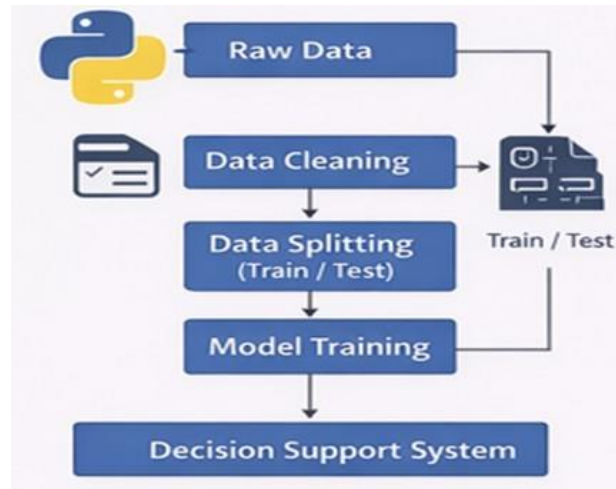 Raw Data
Data Cleaning
Data Splitting
(Train / Test)
Train / Test
Model Training
Decision Support System